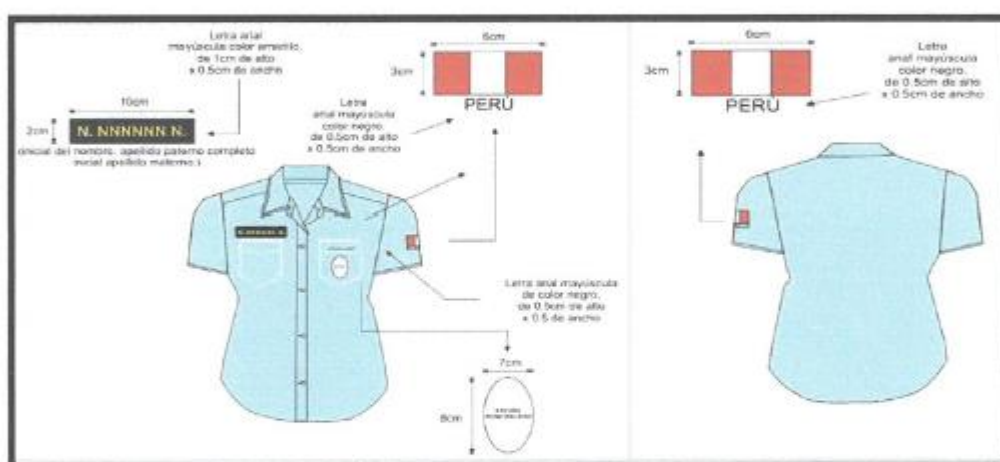 Letra arial
mayúscula color amarillo,
de 1cm de alto
x 0.5cm de ancho
10cm
2cm
N. NNNNNN N.
(inicial del nombre, apellido paterno completo
inicial apellido materno.)
6cm
3cm
PERÚ
Letra
arial mayúscula
color negro,
de 0.5cm de alto
x 0.5cm de ancho
Letra arial mayúscula
de color negro,
de 0.5cm de alto
x 0.5 de ancho
7cm
8cm
6cm
3cm
PERÚ
Letra
arial mayúscula
color negro,
de 0.5cm de alto
x 0.5cm de ancho